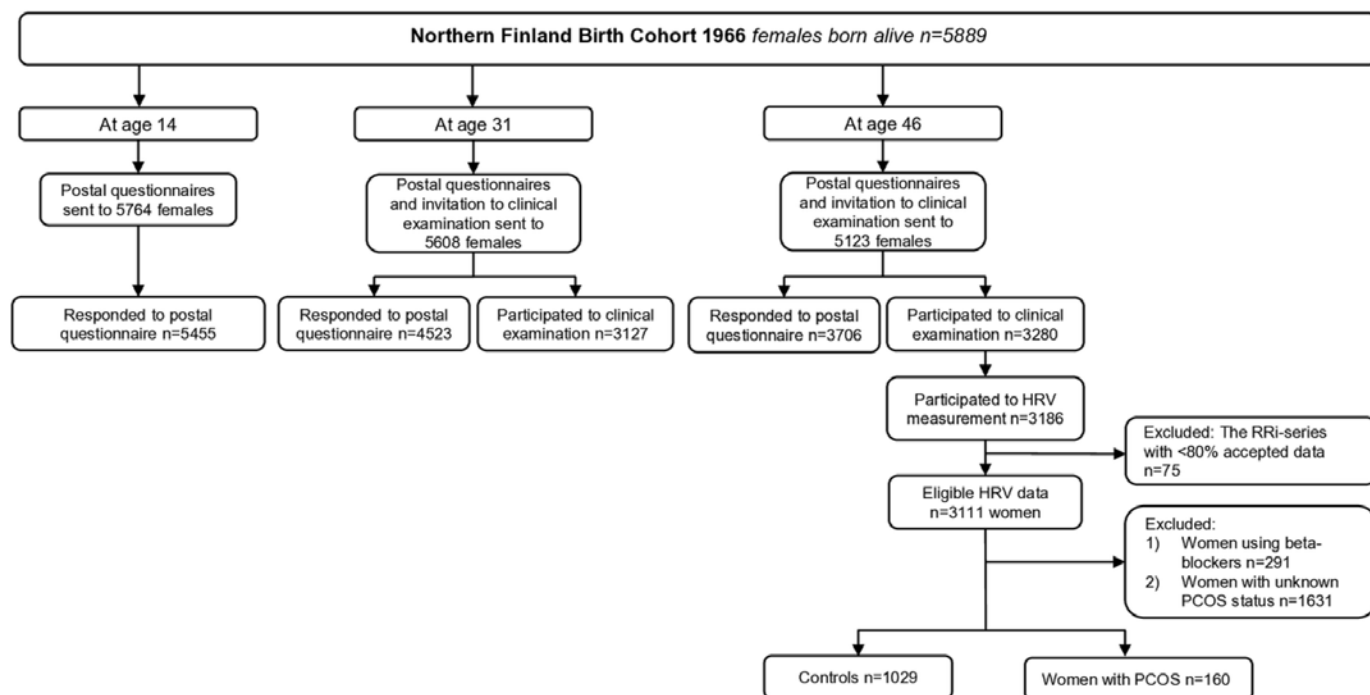 Northern Finland Birth Cohort 1966 females born alive n=5889
At age 14
At age 31
At age 46
Postal questionnaires
sent to 5764 females
Postal questionnaires
and invitation to clinical
examination sent to
5608 females
Postal questionnaires
and invitation to clinical
examination sent to
5123 females
Responded to postal
questionnaire n=5455
Responded to postal
questionnaire n=4523
Participated to clinical
examination n=3127
Responded to postal
questionnaire n=3706
Participated to clinical
examination n=3280
Participated to HRV
measurement n=3186
Excluded: The RRi-series
with <80% accepted data
n=75
Eligible HRV data
n=3111 women
Excluded:
1) Women using beta-
blockers n=291
2) Women with unknown
PCOS status n=1631
Controls n=1029
Women with PCOS n=160